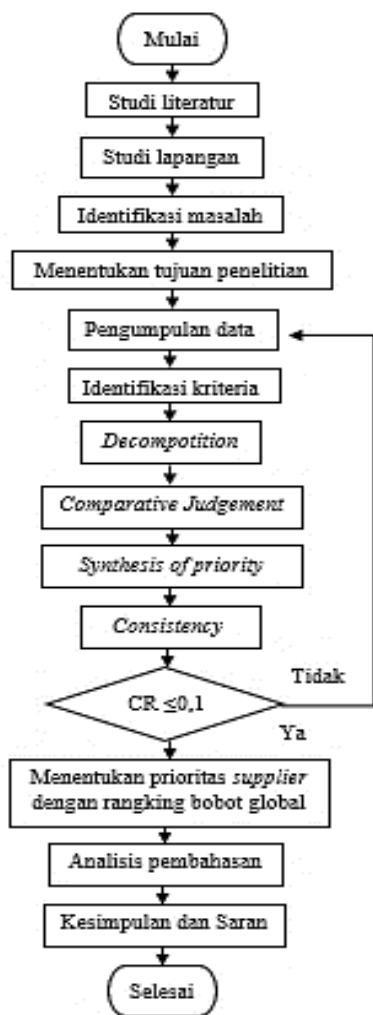 Mulai
Studi literatur
Studi lapangan
Identifikasi masalah
Menentukan tujuan penelitian
Pengumpulan data
Identifikasi kriteria
Decompotition
Comparative Judgement
Synthesis of priority
Consistency
CR ≤0,1
Tidak
Ya
Menentukan prioritas supplier
dengan rangking bobot global
Analisis pembahasan
Kesimpulan dan Saran
Selesai